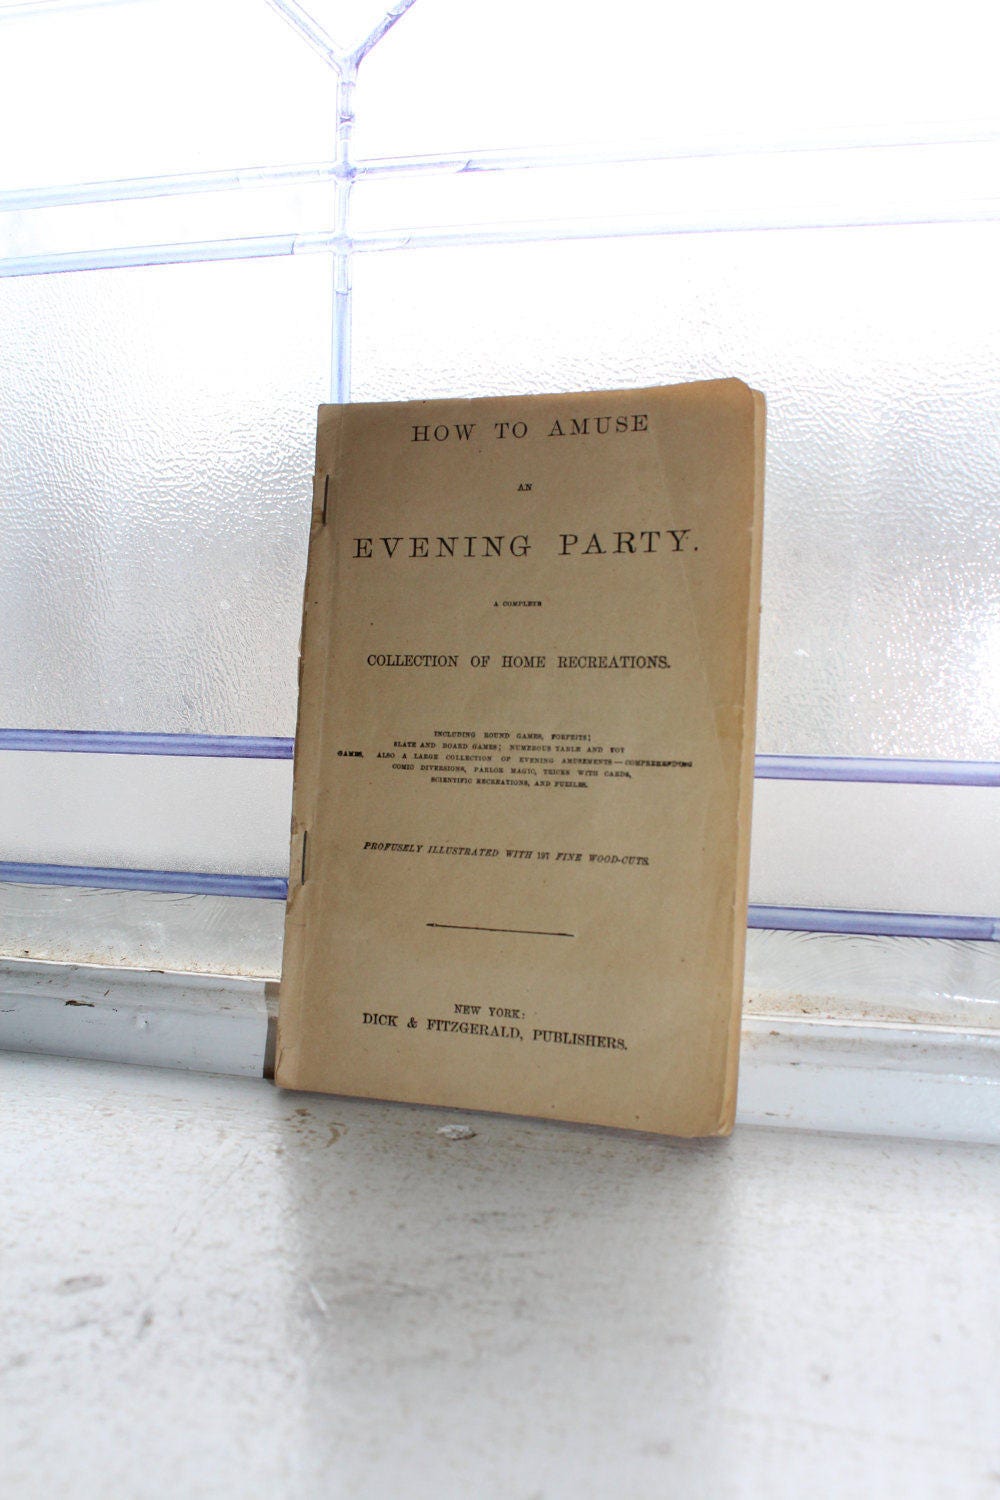 HOW TO AMUSE
AN
EVENING PARTY.
A COMPLETE
COLLECTION OF HOME RECREATIONS.
INCLUDING ROUND GAMES, FORFEITS;
SLATE AND BOARD GAMES; NUMEROUS TABLE AND TOY
GAMES. ALSO A LARGE COLLECTION OF EVENING AMUSEMENTS—COMPREHENDING
COMIC DIVERSIONS, PARLOR MAGIC, TRICKS WITH CARDS,
SCIENTIFIC RECREATIONS, AND PUZZLES.
PROFUSELY ILLUSTRATED WITH 197 FINE WOOD-CUTS.
NEW YORK:
DICK & FITZGERALD, PUBLISHERS.